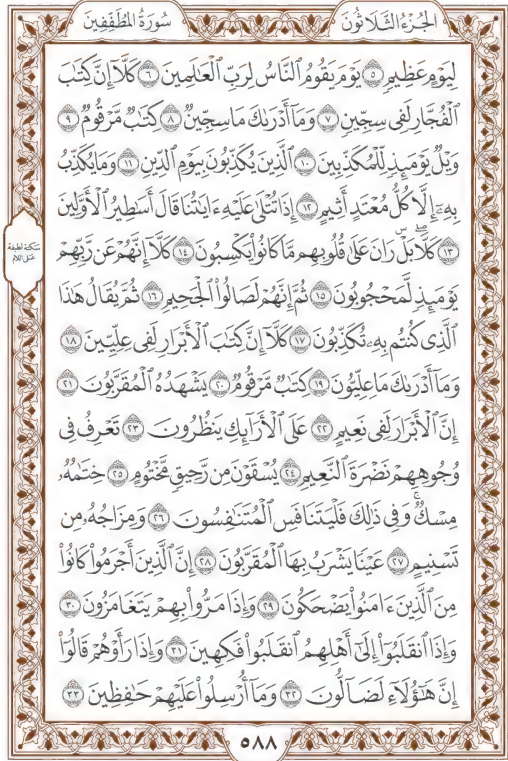 سُورَةُ المُطَفِّفِينَ
الجُزْءُ الثَّلَاثُونَ
لِيَوْمٍ عَظِيمٍ ٥ يَوْمَ يَقُومُ ٱلنَّاسُ لِرَبِّ ٱلْعَٰلَمِينَ ٦ كَلَّآ إِنَّ كِتَٰبَ
ٱلْفُجَّارِ لَفِى سِجِّينٍ ٧ وَمَآ أَدْرَىٰكَ مَا سِجِّينٌ ٨ كِتَٰبٌ مَّرْقُومٌ ٩
وَيْلٌ يَوْمَئِذٍ لِّلْمُكَذِّبِينَ ١٠ ٱلَّذِينَ يُكَذِّبُونَ بِيَوْمِ ٱلدِّينِ ١١ وَمَا يُكَذِّبُ
بِهِۦٓ إِلَّا كُلُّ مُعْتَدٍ أَثِيمٍ ١٢ إِذَا تُتْلَىٰ عَلَيْهِ ءَايَٰتُنَا قَالَ أَسَٰطِيرُ ٱلْأَوَّلِينَ
١٣ كَلَّا ۖ بَلْ ۜ رَانَ عَلَىٰ قُلُوبِهِم مَّا كَانُوا۟ يَكْسِبُونَ ١٤ كَلَّآ إِنَّهُمْ عَن رَّبِّهِمْ
سَكتة لطيفة
عَلى اللام
يَوْمَئِذٍ لَّمَحْجُوبُونَ ١٥ ثُمَّ إِنَّهُمْ لَصَالُوا۟ ٱلْجَحِيمِ ١٦ ثُمَّ يُقَالُ هَٰذَا
ٱلَّذِى كُنتُم بِهِۦ تُكَذِّبُونَ ١٧ كَلَّآ إِنَّ كِتَٰبَ ٱلْأَبْرَارِ لَفِى عِلِّيِّينَ ١٨
وَمَآ أَدْرَىٰكَ مَا عِلِّيُّونَ ١٩ كِتَٰبٌ مَّرْقُومٌ ٢٠ يَشْهَدُهُ ٱلْمُقَرَّبُونَ ٢١
إِنَّ ٱلْأَبْرَارَ لَفِى نَعِيمٍ ٢٢ عَلَى ٱلْأَرَآئِكِ يَنظُرُونَ ٢٣ تَعْرِفُ فِى
وُجُوهِهِمْ نَضْرَةَ ٱلنَّعِيمِ ٢٤ يُسْقَوْنَ مِن رَّحِيقٍ مَّخْتُومٍ ٢٥ خِتَٰمُهُۥ
مِسْكٌ ۚ وَفِى ذَٰلِكَ فَلْيَتَنَافَسِ ٱلْمُتَنَٰفِسُونَ ٢٦ وَمِزَاجُهُۥ مِن
تَسْنِيمٍ ٢٧ عَيْنًا يَشْرَبُ بِهَا ٱلْمُقَرَّبُونَ ٢٨ إِنَّ ٱلَّذِينَ أَجْرَمُوا۟ كَانُوا۟
مِنَ ٱلَّذِينَ ءَامَنُوا۟ يَضْحَكُونَ ٢٩ وَإِذَا مَرُّوا۟ بِهِمْ يَتَغَامَزُونَ ٣٠
وَإِذَا ٱنقَلَبُوٓا۟ إِلَىٰٓ أَهْلِهِمُ ٱنقَلَبُوا۟ فَكِهِينَ ٣١ وَإِذَا رَأَوْهُمْ قَالُوٓا۟
إِنَّ هَٰٓؤُلَآءِ لَضَآلُّونَ ٣٢ وَمَآ أُرْسِلُوا۟ عَلَيْهِمْ حَٰفِظِينَ ٣٣
٥٨٨